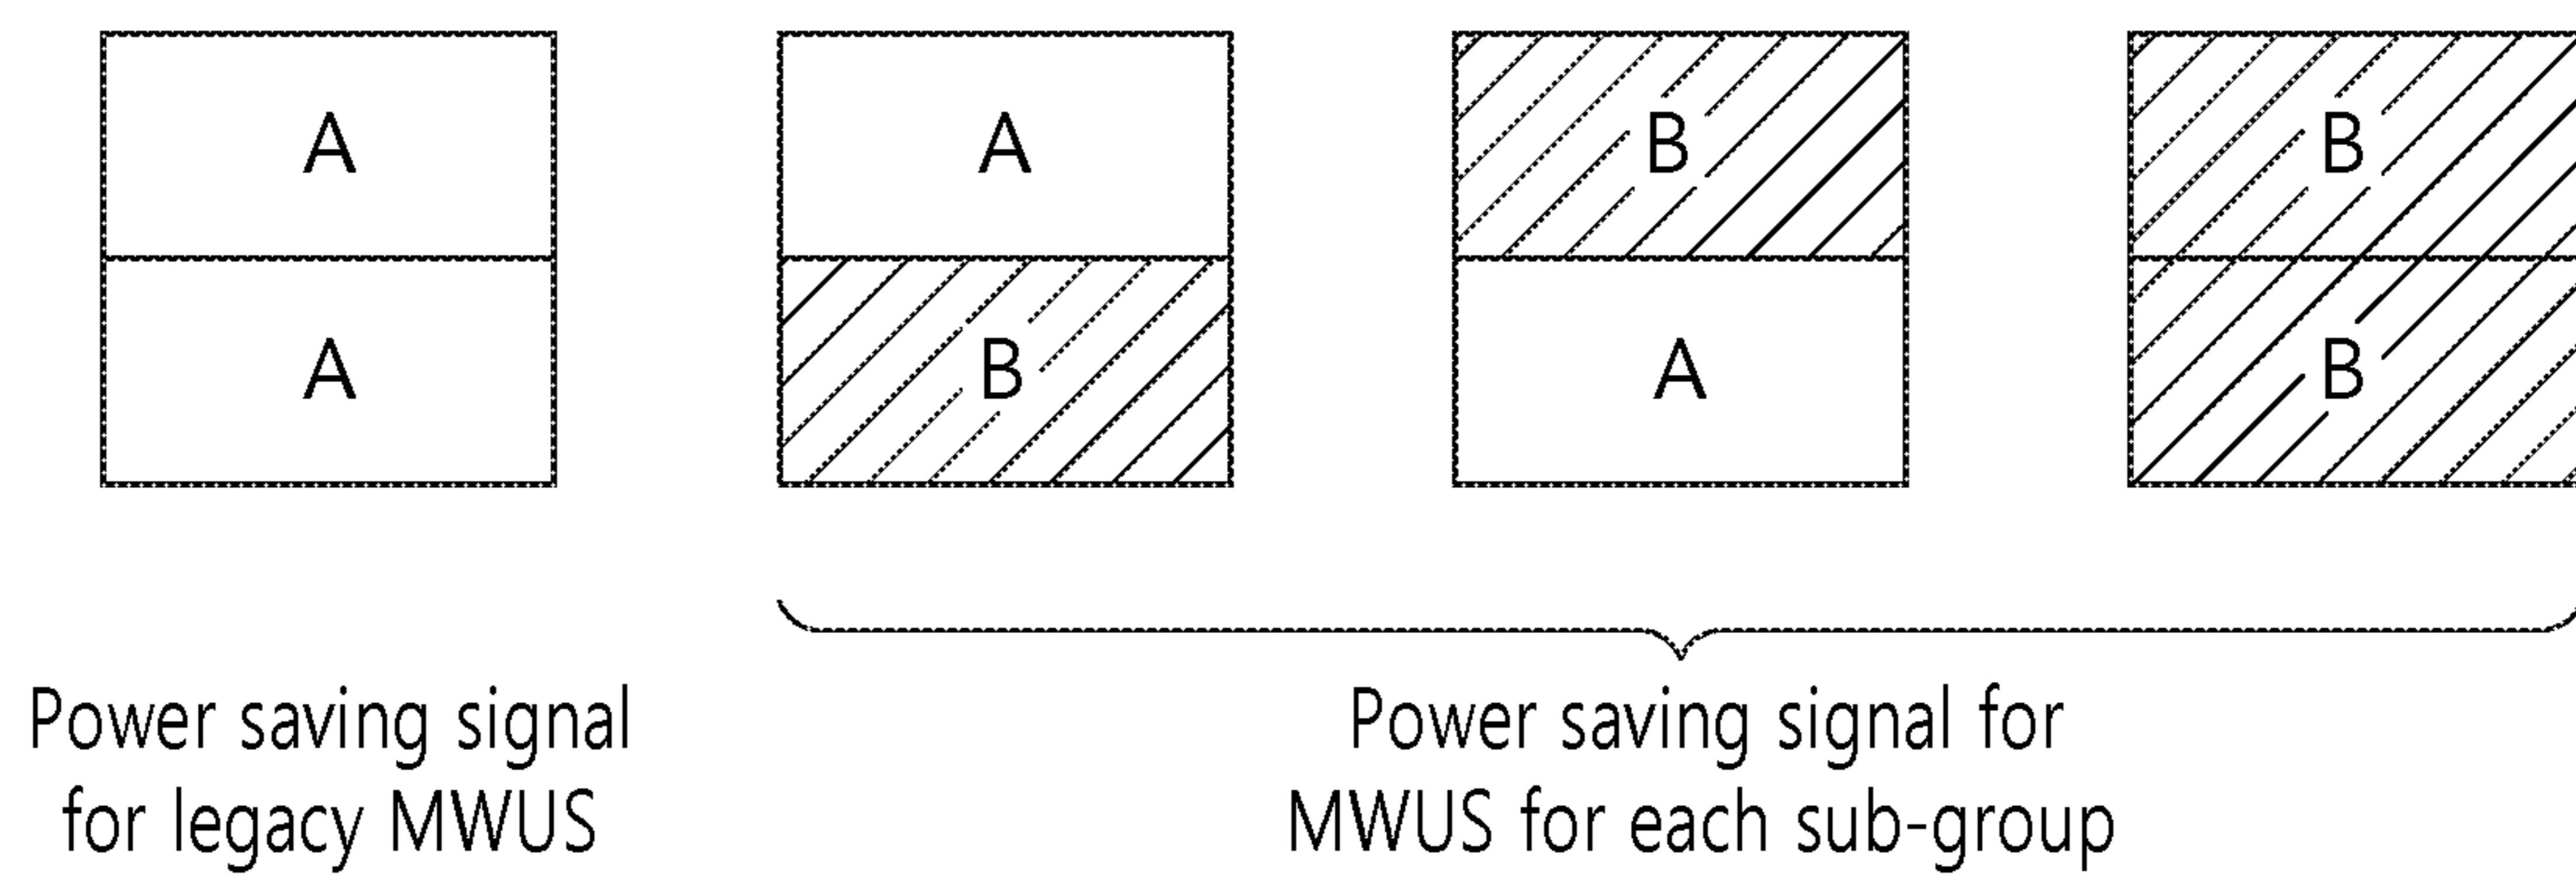 A
A
B
B
A
B
A
B
Power saving signal
for legacy MWUS
Power saving signal for
MWUS for each sub-group